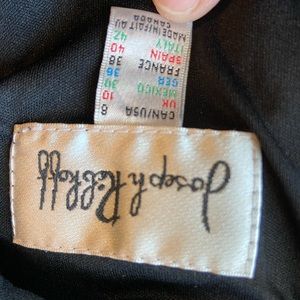 Joseph Ribkoff
CAN/USA 8
UK 10
MEXICO 30
GER 36
FRANCE 38
SPAIN 40
ITALY 42
MADE IN/FAIT AU
CANADA